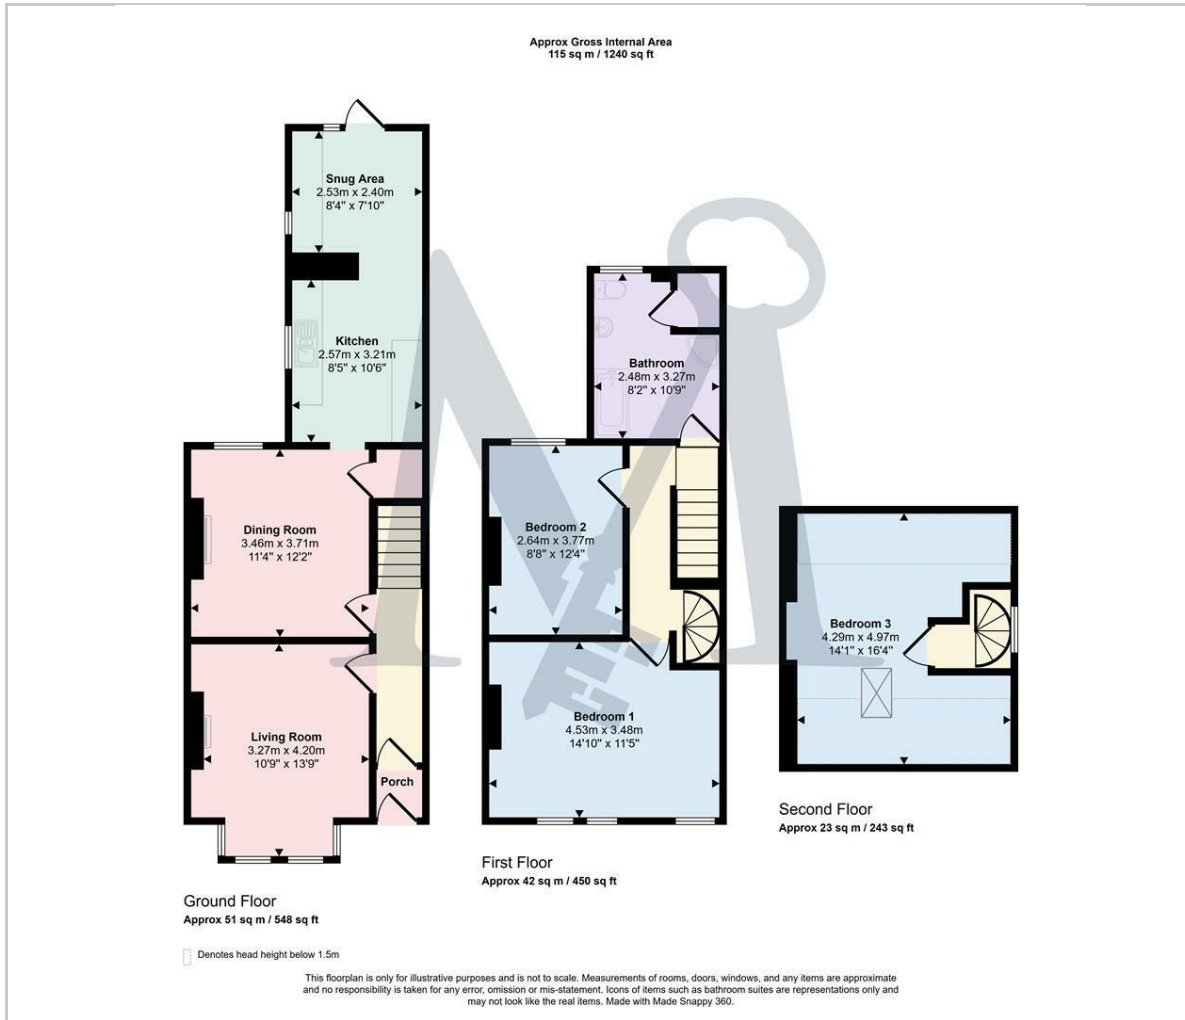 Approx Gross Internal Area
115 sq m / 1240 sq ft
Snug Area
2.53m x 2.40m
8'4" x 7'10"
Kitchen
2.57m x 3.21m
8'5" x 10'6"
Dining Room
3.46m x 3.71m
11'4" x 12'2"
Living Room
3.27m x 4.20m
10'9" x 13'9"
Porch
Ground Floor
Approx 51 sq m / 548 sq ft
Bathroom
2.48m x 3.27m
8'2" x 10'9"
Bedroom 2
2.64m x 3.77m
8'8" x 12'4"
Bedroom 1
4.53m x 3.48m
14'10" x 11'5"
First Floor
Approx 42 sq m / 450 sq ft
Bedroom 3
4.29m x 4.97m
14'1" x 16'4"
Second Floor
Approx 23 sq m / 243 sq ft
Denotes head height below 1.5m
This floorplan is only for illustrative purposes and is not to scale. Measurements of rooms, doors, windows, and any items are approximate
and no responsibility is taken for any error, omission or mis-statement. Icons of items such as bathroom suites are representations only and
may not look like the real items. Made with Made Snappy 360.